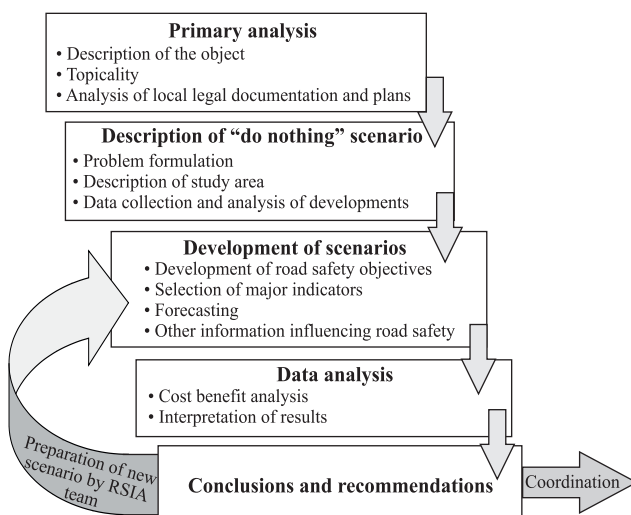 Primary analysis
• Description of the object
• Topicality
• Analysis of local legal documentation and plans
Description of “do nothing” scenario
• Problem formulation
• Description of study area
• Data collection and analysis of developments
Development of scenarios
• Development of road safety objectives
• Selection of major indicators
• Forecasting
• Other information influencing road safety
Data analysis
• Cost benefit analysis
• Interpretation of results
Preparation of new
scenario by RSIA
team
Conclusions and recommendations
Coordination